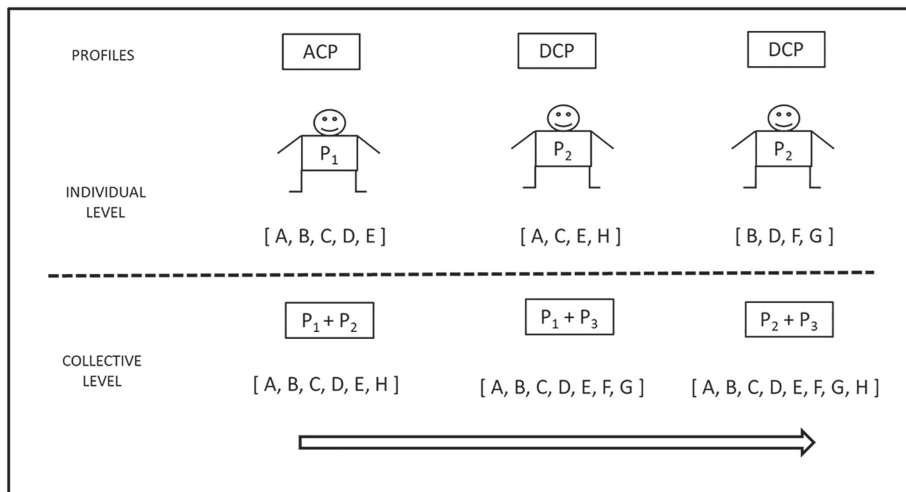 PROFILES
ACP
DCP
DCP
P₁
P₂
P₂
INDIVIDUAL
LEVEL
[ A, B, C, D, E ]
[ A, C, E, H ]
[ B, D, F, G ]
P₁ + P₂
P₁ + P₃
P₂ + P₃
COLLECTIVE
LEVEL
[ A, B, C, D, E, H ]
[ A, B, C, D, E, F, G ]
[ A, B, C, D, E, F, G, H ]